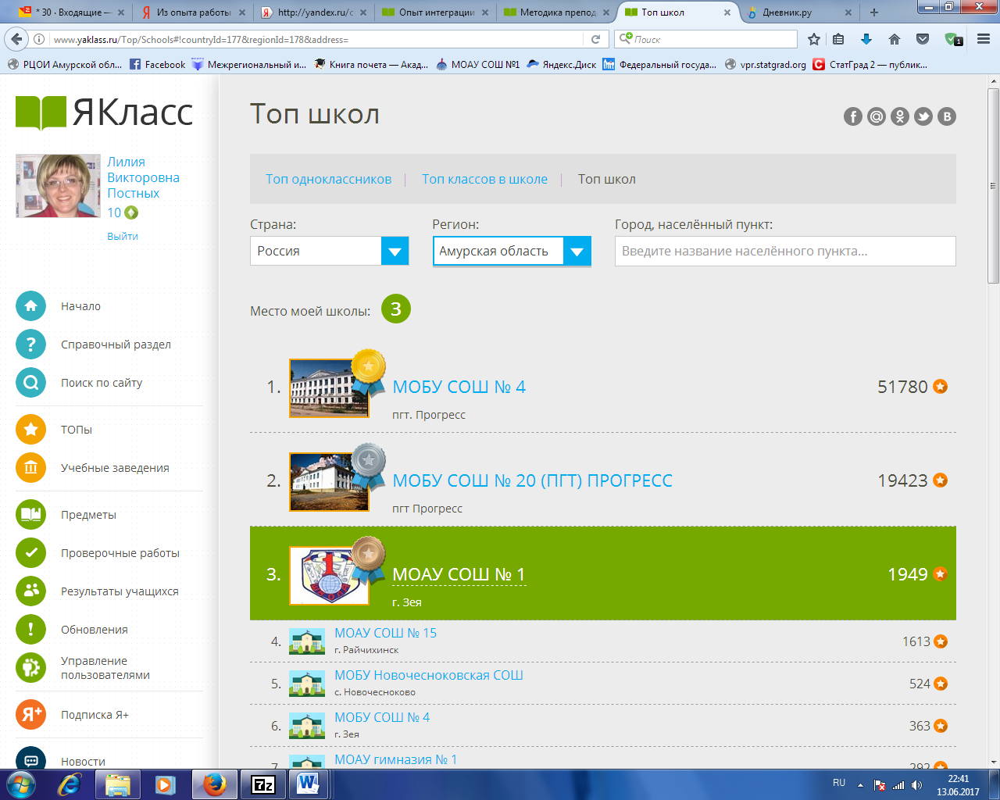 * 30 · Входящие —
Из опыта работы
http://yandex.ru/c
Опыт интеграции
Методика препод
Топ школ
Дневник.ру
www.yaklass.ru/Top/Schools#!countryId=177&regionId=178&address=
Поиск
1
РЦОИ Амурской обл...
Facebook
Межрегиональный и...
Книга почета — Акад...
МОАУ СОШ №1
Яндекс.Диск
Федеральный госуда...
vpr.statgrad.org
СтатГрад 2 — публик...
ЯКласс
Лилия
Викторовна
Постных
10
Выйти
Начало
Справочный раздел
Поиск по сайту
ТОПы
Учебные заведения
Предметы
Проверочные работы
Результаты учащихся
Обновления
Управление
пользователями
Я+ Подписка Я+
Новости
Топ школ
Топ одноклассников
Топ классов в школе
Топ школ
Страна:
Регион:
Город, населённый пункт:
Россия
Амурская область
Введите название населённого пункта...
Место моей школы: 3
1. МОБУ СОШ № 4 51780
пгт. Прогресс
2. МОБУ СОШ № 20 (ПГТ) ПРОГРЕСС 19423
пгт Прогресс
3. МОАУ СОШ № 1 1949
г. Зея
4. МОАУ СОШ № 15 1613
г. Райчихинск
5. МОБУ Новочесноковская СОШ 524
с. Новочесноково
6. МОБУ СОШ № 4 363
г. Зея
7. МОАУ гимназия № 1 292
RU
22:41
13.06.2017